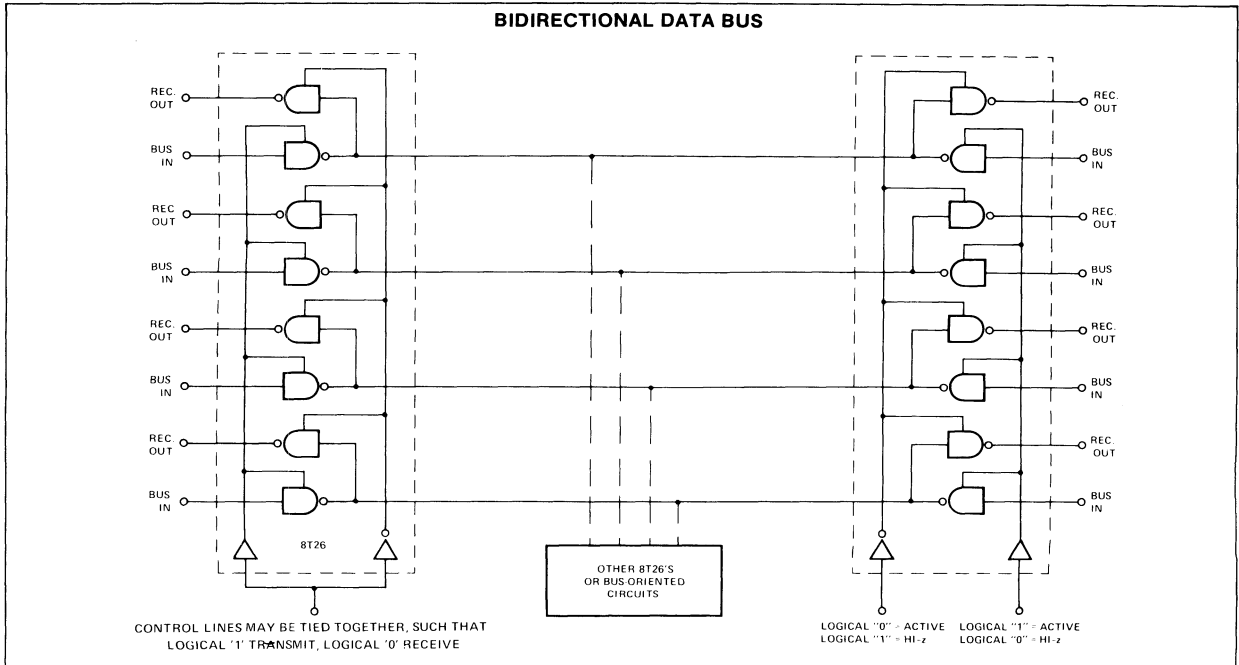 BIDIRECTIONAL DATA BUS
REC.
OUT
BUS
IN
REC
OUT
BUS
IN
REC.
OUT
BUS
IN
REC.
OUT
BUS
IN
8T26
CONTROL LINES MAY BE TIED TOGETHER, SUCH THAT
LOGICAL '1' TRANSMIT, LOGICAL '0' RECEIVE
OTHER 8T26'S
OR BUS-ORIENTED
CIRCUITS
REC.
OUT
BUS
IN
REC.
OUT
BUS
IN
REC.
OUT
BUS
IN
REC.
OUT
BUS
IN
LOGICAL "0" = ACTIVE
LOGICAL "1" = HI-z
LOGICAL "1" = ACTIVE
LOGICAL "0" = HI-z